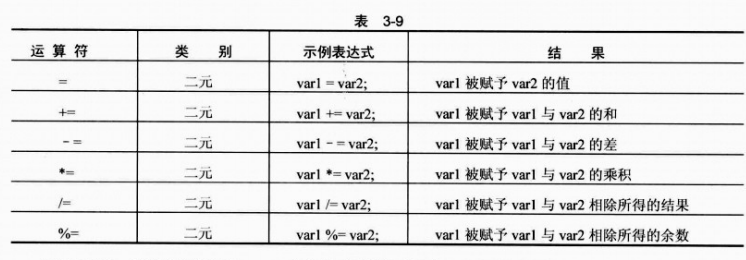 表 3-9
运 算 符 类 别 示例表达式 结 果
= 二元 var1 = var2; var1 被赋予 var2 的值
+= 二元 var1 += var2; var1 被赋予 var1 与 var2 的和
- = 二元 var1 - = var2; var1 被赋予 var1 与 var2 的差
*= 二元 var1 *= var2; var1 被赋予 var1 与 var2 的乘积
/= 二元 var1 /= var2; var1 被赋予 var1 与 var2 相除所得的结果
%= 二元 var1 %= var2; var1 被赋予 var1 与 var2 相除所得的余数